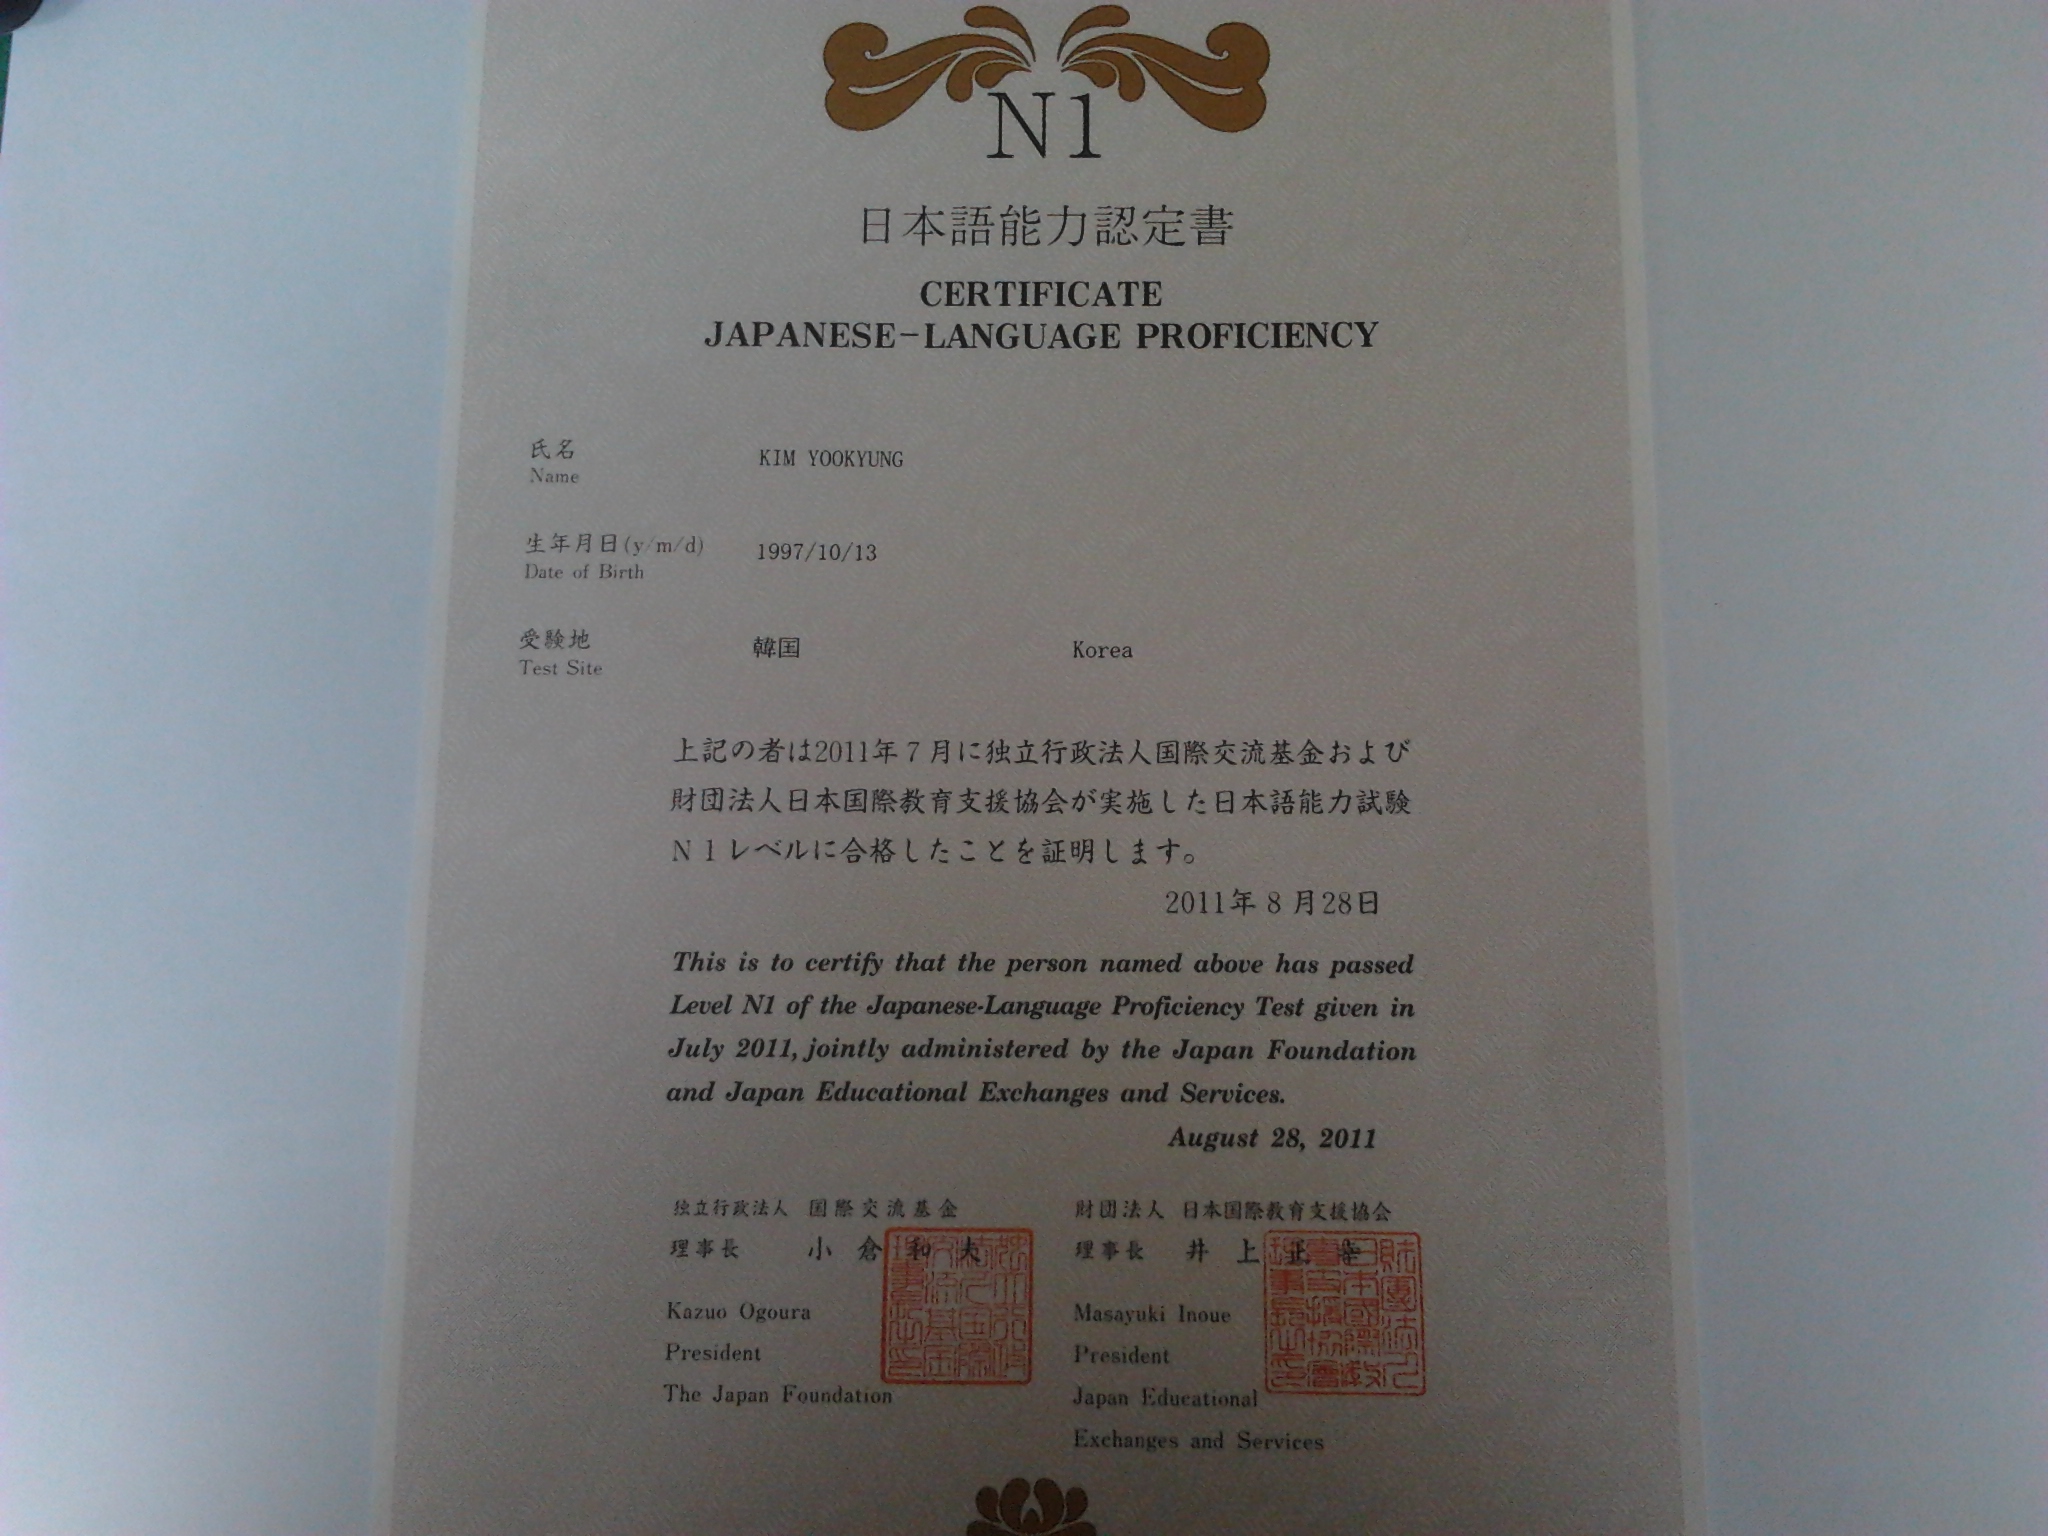 N1
日本語能力認定書
CERTIFICATE
JAPANESE-LANGUAGE PROFICIENCY
氏名 KIM YOOKYUNG
Name
生年月日(y/m/d) 1997/10/13
Date of Birth
受験地 韓国 Korea
Test Site
上記の者は2011年7月に独立行政法人国際交流基金および
財団法人日本国際教育支援協会が実施した日本語能力試験
N1レベルに合格したことを証明します。
2011年8月28日
This is to certify that the person named above has passed
Level N1 of the Japanese-Language Proficiency Test given in
July 2011, jointly administered by the Japan Foundation
and Japan Educational Exchanges and Services.
August 28, 2011
独立行政法人 国際交流基金
理事長 小倉和夫
Kazuo Ogoura
President
The Japan Foundation
財団法人 日本国際教育支援協会
理事長 井上正幸
Masayuki Inoue
President
Japan Educational
Exchanges and Services